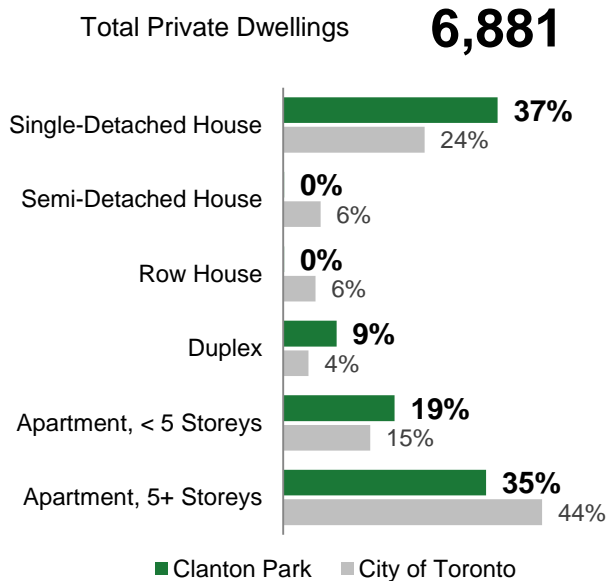 Total Private Dwellings 6,881
Single-Detached House 37%
24%
Semi-Detached House 0%
6%
Row House 0%
6%
Duplex 9%
4%
Apartment, < 5 Storeys 19%
15%
Apartment, 5+ Storeys 35%
44%
Clanton Park City of Toronto